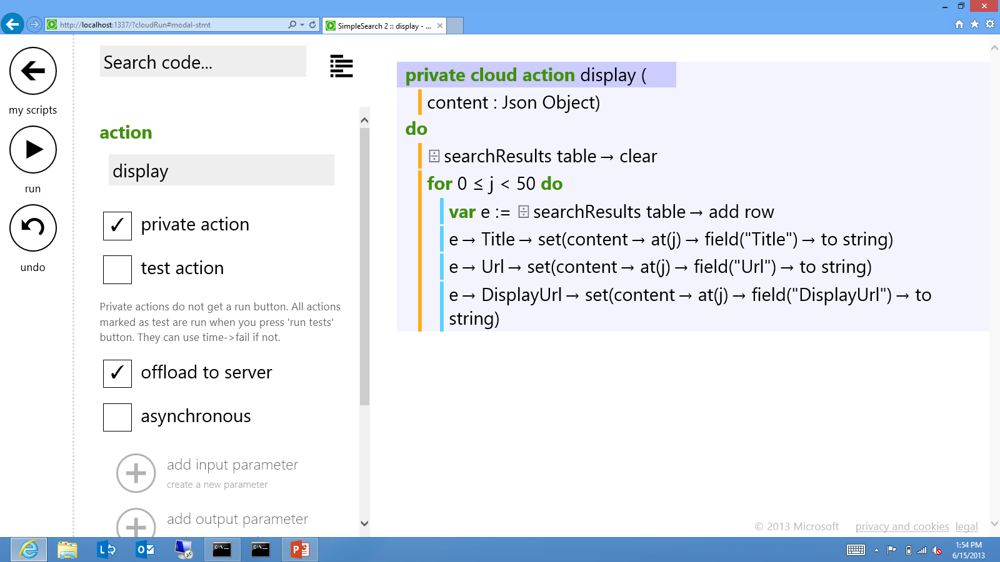 http://localhost:1337/?cloudRun#modal-stmt
SimpleSearch 2 :: display - ...
my scripts
run
undo
Search code...
action
display
✓ private action
test action
Private actions do not get a run button. All actions
marked as test are run when you press 'run tests'
button. They can use time->fail if not.
✓ offload to server
asynchronous
add input parameter
create a new parameter
add output parameter
private cloud action display (
content : Json Object)
do
searchResults table → clear
for 0 ≤ j < 50 do
var e := searchResults table → add row
e → Title → set(content → at(j) → field("Title") → to string)
e → Url → set(content → at(j) → field("Url") → to string)
e → DisplayUrl → set(content → at(j) → field("DisplayUrl") → to
string)
© 2013 Microsoft privacy and cookies legal
1:54 PM
6/15/2013